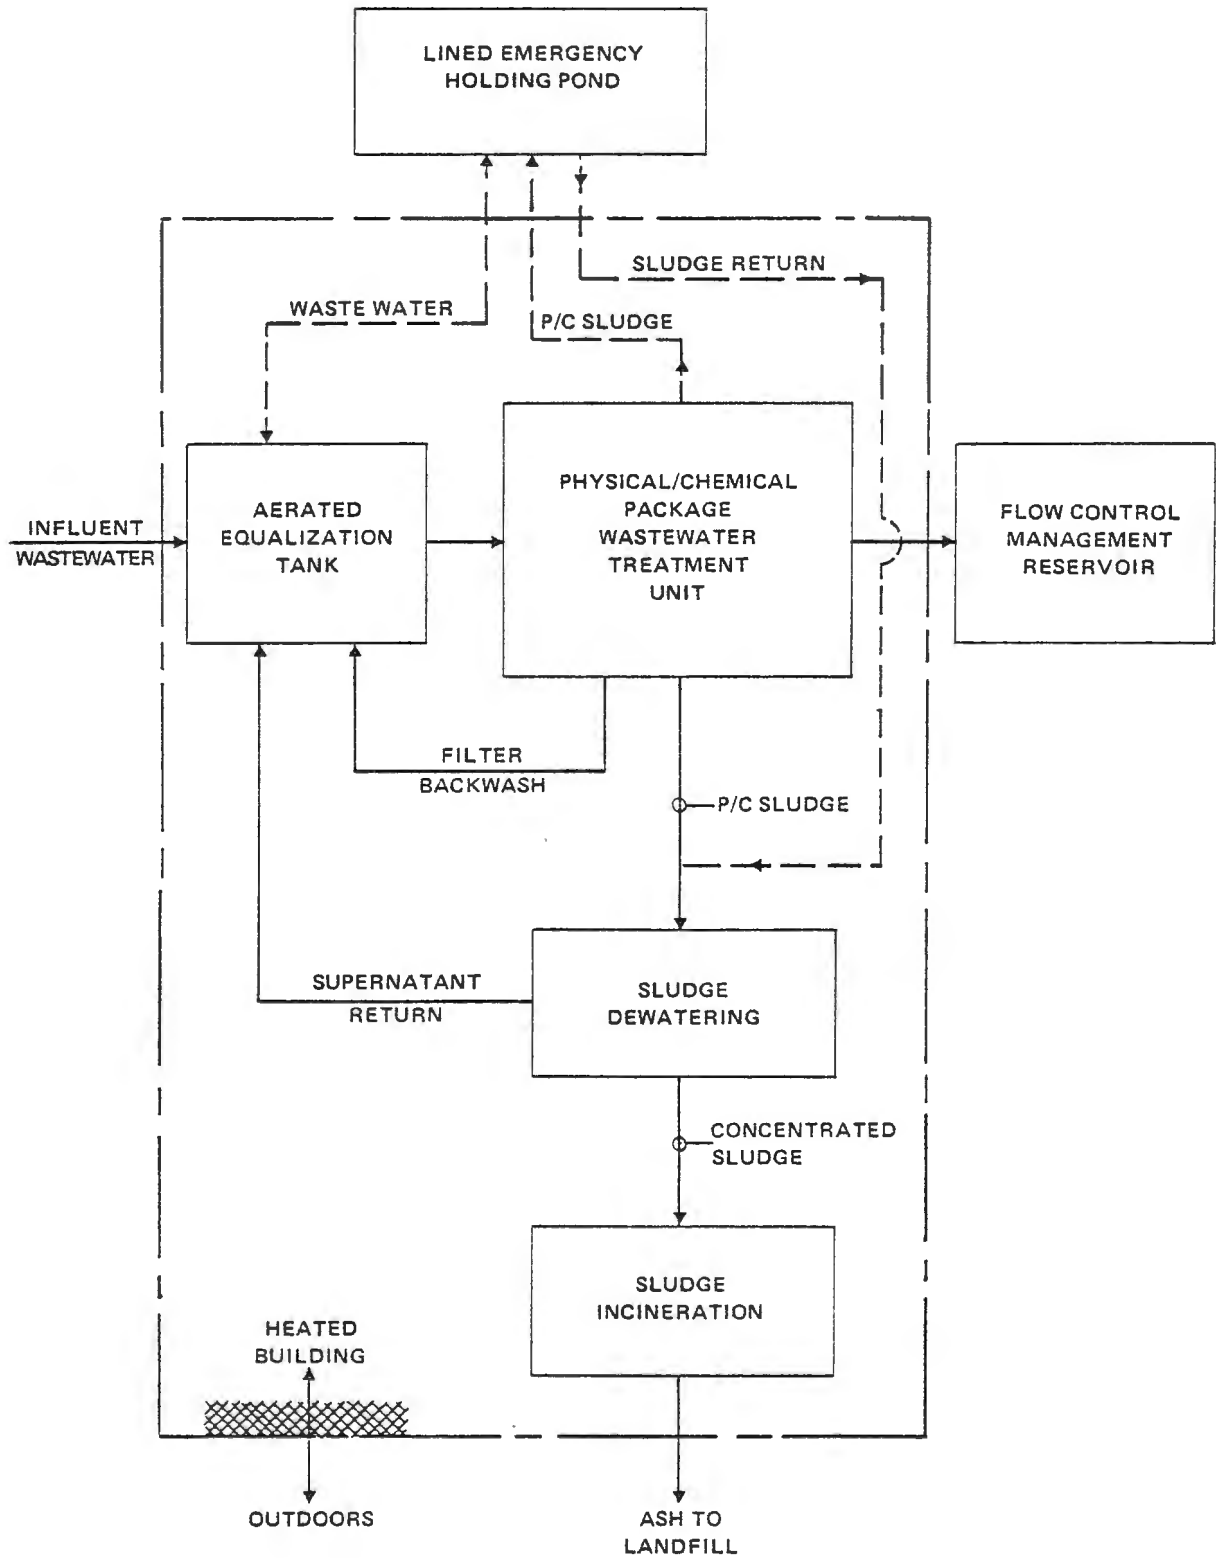 LINED EMERGENCY
HOLDING POND
SLUDGE RETURN
WASTE WATER
P/C SLUDGE
INFLUENT
WASTEWATER
AERATED
EQUALIZATION
TANK
PHYSICAL/CHEMICAL
PACKAGE
WASTEWATER
TREATMENT
UNIT
FLOW CONTROL
MANAGEMENT
RESERVOIR
FILTER
BACKWASH
P/C SLUDGE
SUPERNATANT
RETURN
SLUDGE
DEWATERING
CONCENTRATED
SLUDGE
SLUDGE
INCINERATION
HEATED
BUILDING
OUTDOORS
ASH TO
LANDFILL